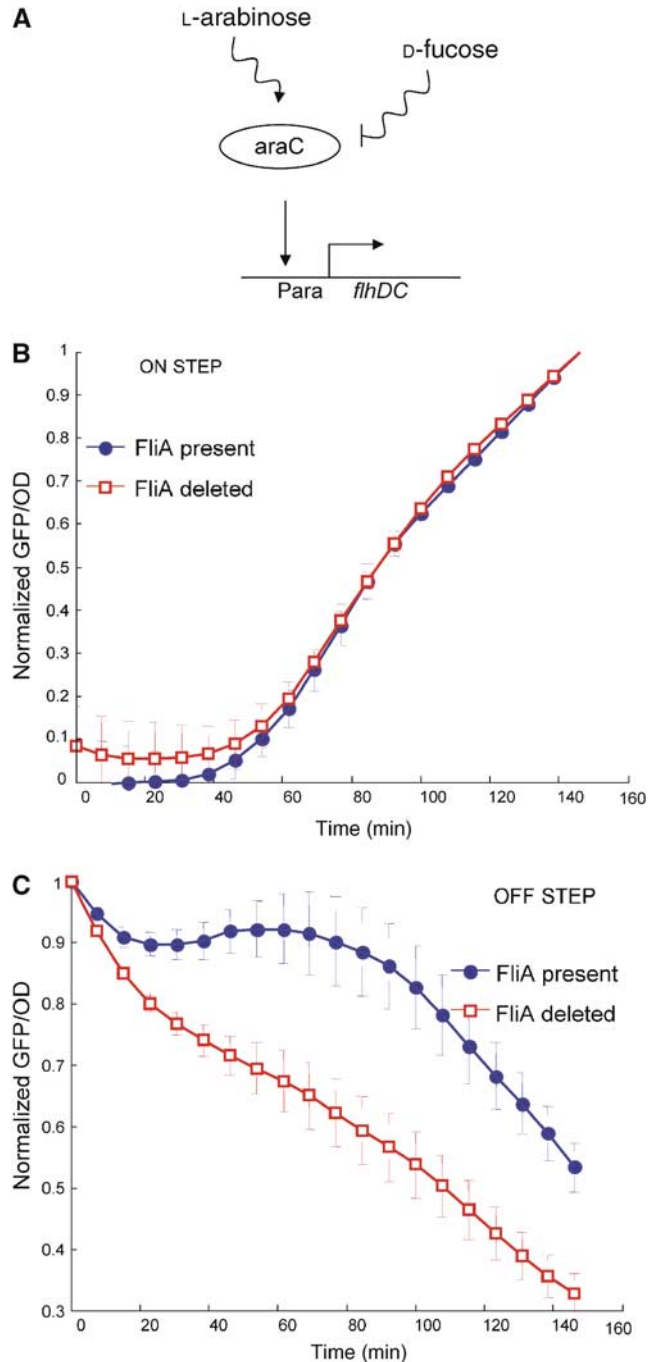 A
L-arabinose
D-fucose
araC
Para flhDC
B
ON STEP
FliA present
FliA deleted
Normalized GFP/OD
1
0.9
0.8
0.7
0.6
0.5
0.4
0.3
0.2
0.1
0
0 20 40 60 80 100 120 140 160
Time (min)
C
OFF STEP
FliA present
FliA deleted
Normalized GFP/OD
1
0.9
0.8
0.7
0.6
0.5
0.4
0.3
0 20 40 60 80 100 120 140 160
Time (min)